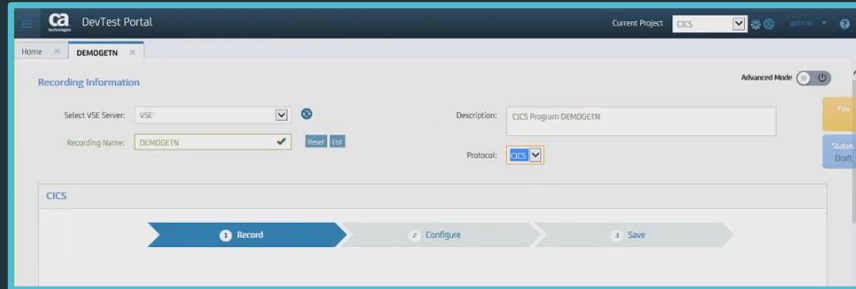 ca technologies DevTest Portal Current Project CICS admin
Home DEMOGETN
Recording Information Advanced Mode
Select VSE Server: VSE Description: CICS Program DEMOGETN
Recording Name: DEMOGETN Reset List
Protocol: CICS
Status
Draft
CICS
1 Record 2 Configure 3 Save